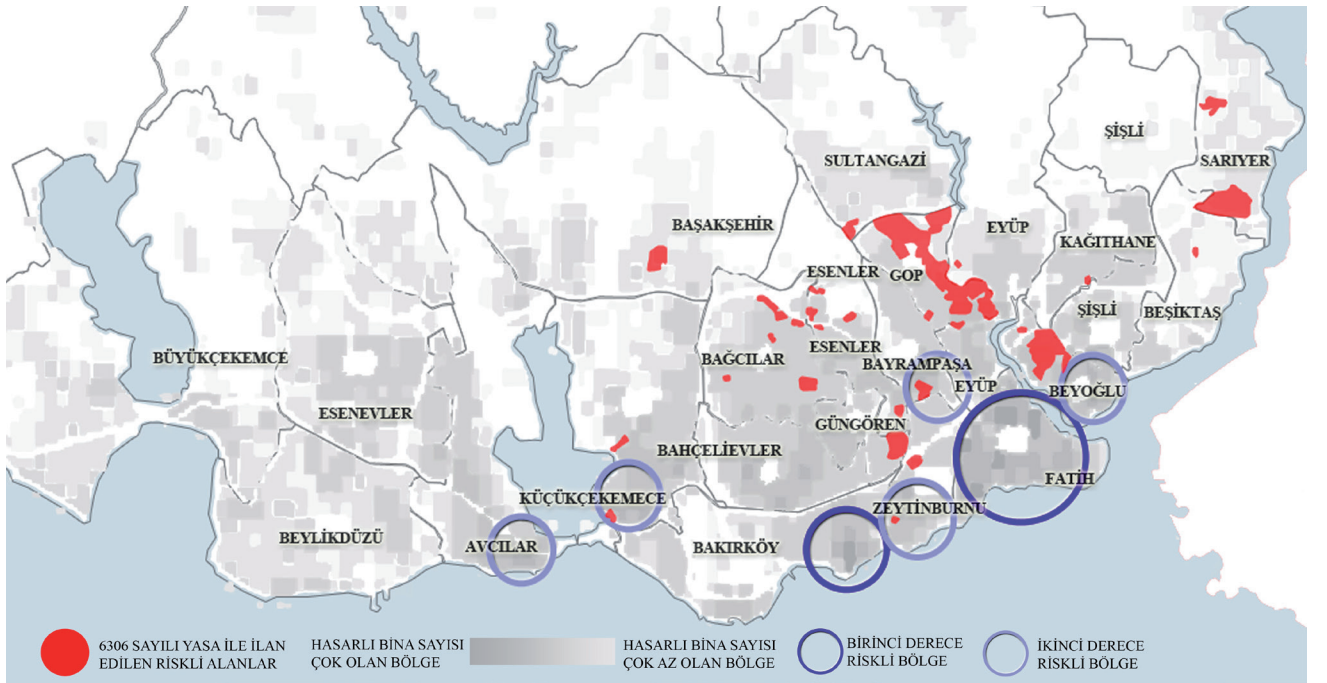 ŞİŞLİ
SULTANGAZİ
SARIYER
BAŞAKŞEHİR
EYÜP
KAĞITHANE
ESENLER
GOP
ŞİŞLİ
BEŞİKTAŞ
BÜYÜKÇEKEMCE
BAĞCILAR
ESENLER
BAYRAMPAŞA
EYÜP
BEYOĞLU
ESENEVLER
GÜNGÖREN
BAHÇELİEVLER
FATİH
KÜÇÜKÇEKEMECE
ZEYTİNBURNU
BEYLİKDÜZÜ
AVCILAR
BAKIRKÖY
6306 SAYILI YASA İLE İLAN
EDİLEN RİSKLİ ALANLAR
HASARLI BİNA SAYISI
ÇOK OLAN BÖLGE
HASARLI BİNA SAYISI
ÇOK AZ OLAN BÖLGE
BİRİNCİ DERECE
RİSKLİ BÖLGE
İKİNCİ DERECE
RİSKLİ BÖLGE